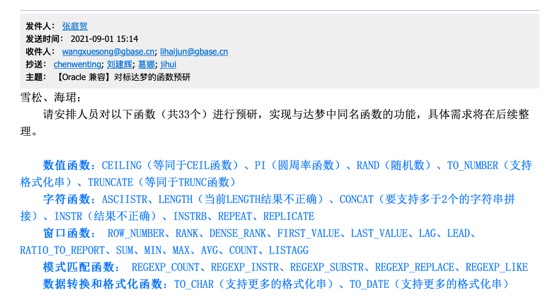 发件人： 张庭贺
发送时间： 2021-09-01 15:14
收件人： wangxuesong@gbase.cn; lihaijun@gbase.cn
抄送： chenwenting; 刘建辉; 葛娜; jihui
主题： 【Oracle 兼容】对标达梦的函数预研
雪松、海珺：
请安排人员对以下函数（共33个）进行预研，实现与达梦中同名函数的功能，具体需求将在后续整
理。
数值函数：CEILING（等同于CEIL函数）、PI（圆周率函数）、RAND（随机数）、TO_NUMBER（支持
格式化串）、TRUNCATE（等同于TRUNC函数）
字符函数：ASCIISTR、LENGTH（当前LENGTH结果不正确）、CONCAT（要支持多于2个的字符串拼
接）、INSTR（结果不正确）、INSTRB、REPEAT、REPLICATE
窗口函数： ROW_NUMBER、RANK、DENSE_RANK、FIRST_VALUE、LAST_VALUE、LAG、LEAD、
RATIO_TO_REPORT、SUM、MIN、MAX、AVG、COUNT、LISTAGG
模式匹配函数： REGEXP_COUNT、REGEXP_INSTR、REGEXP_SUBSTR、REGEXP_REPLACE、REGEXP_LIKE
数据转换和格式化函数：TO_CHAR（支持更多的格式化串）、TO_DATE（支持更多的格式化串）